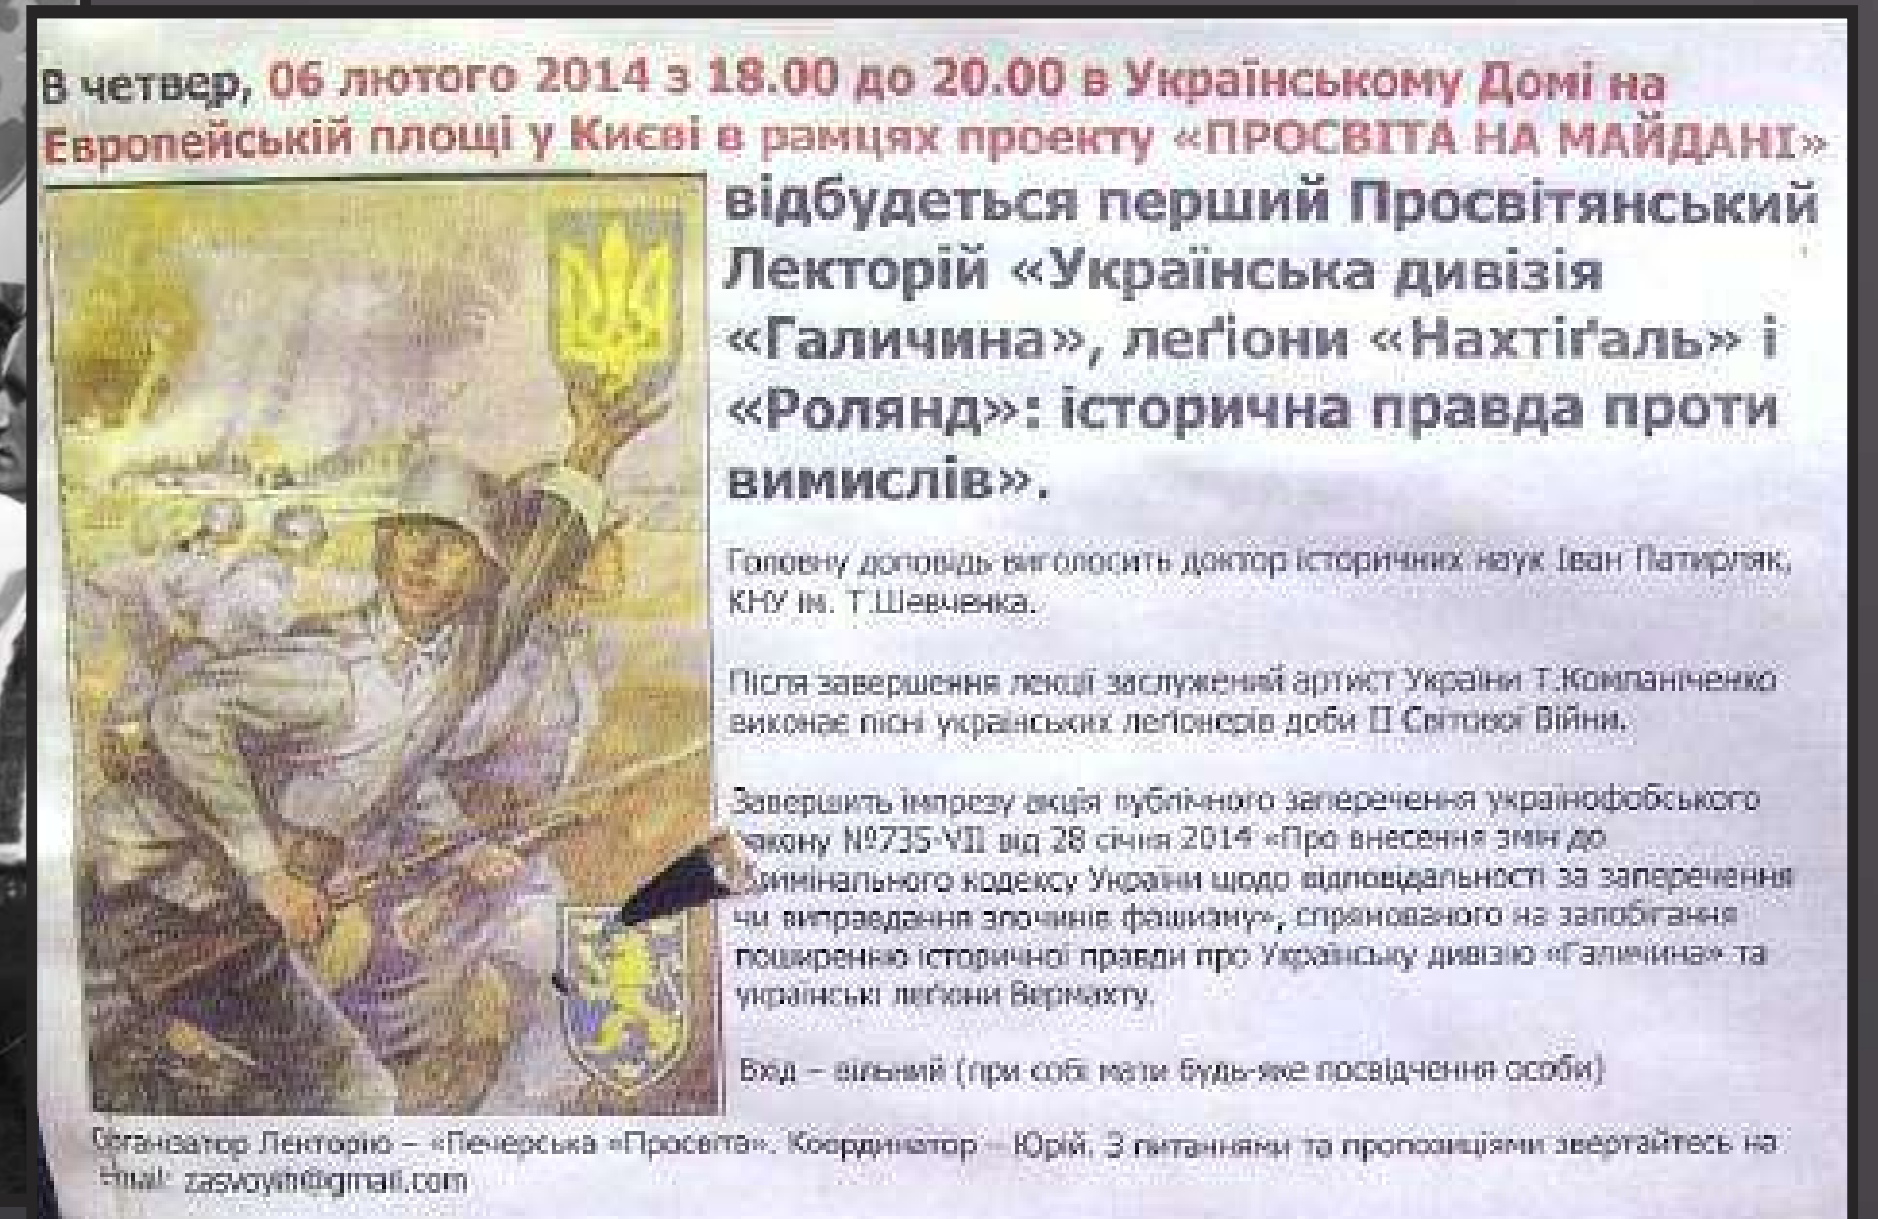 В четвер, 06 лютого 2014 з 18.00 до 20.00 в Українському Домі на
Европейській площі у Києві в рамцях проекту «ПРОСВІТА НА МАЙДАНІ»
відбудеться перший Просвітянський
Лекторій «Українська дивізія
«Галичина», леґіони «Нахтіґаль» і
«Ролянд»: історична правда проти
вимислів».
Головну доповідь виголосить доктор історичних наук Іван Патирляк,
КНУ ім. Т.Шевченка.
Після завершення лекції заслужений артист України Т.Компаніченко
виконає пісні українських леґіонерів доби ІІ Світової Війни.
Завершить імпрезу акція публічного заперечення українофобського
закону №735-VII від 28 січня 2014 «Про внесення змін до
Кримінального кодексу України щодо відповідальності за заперечення
чи виправдання злочинів фашизму», спрямованого на запобігання
поширенню історичної правди про Українську дивізію «Галичина» та
українські леґіони Вермахту.
Вхід – вільний (при собі мати будь-яке посвідчення особи)
Організатор Лекторію – «Печерська «Просвіта». Координатор – Юрій. З питаннями та пропозиціями звертайтесь на
Email: